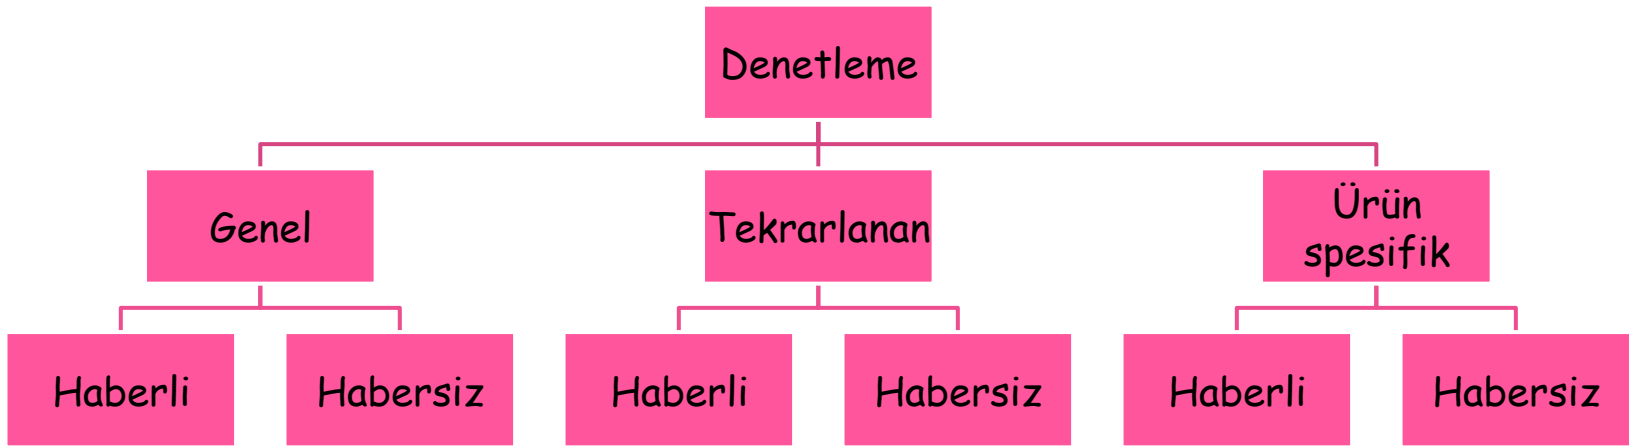 Denetleme
Genel
Tekrarlanan
Ürün
spesifik
Haberli
Habersiz
Haberli
Habersiz
Haberli
Habersiz